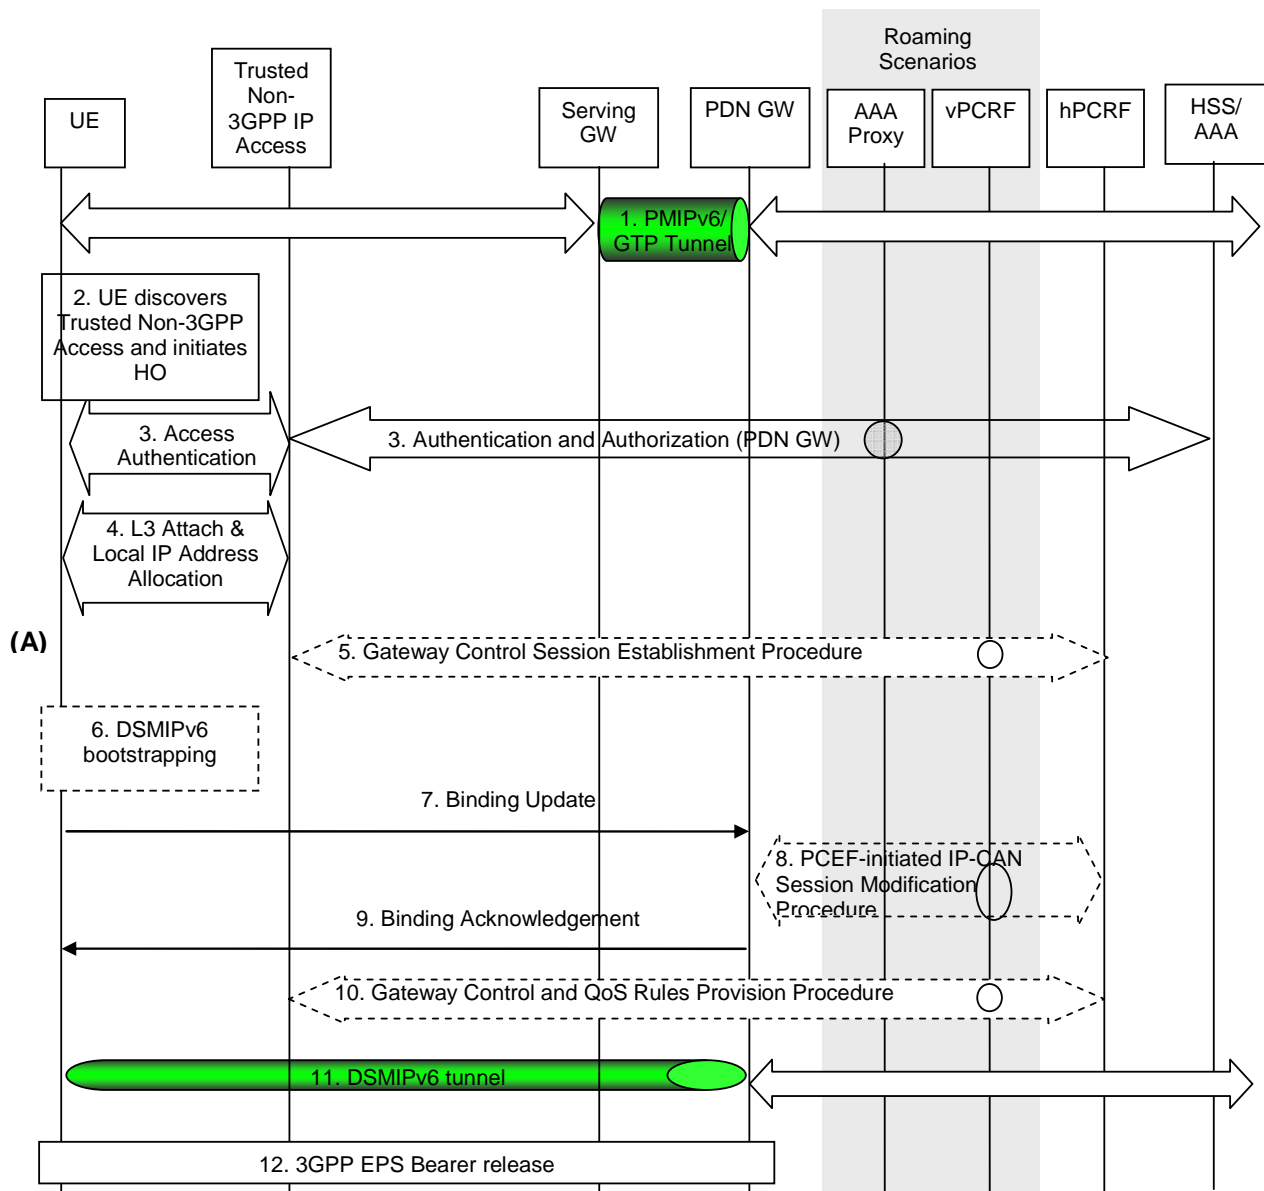 Roaming
Scenarios
UE
Trusted
Non-
3GPP IP
Access
Serving
GW
PDN GW
AAA
Proxy
vPCRF
hPCRF
HSS/
AAA
1. PMIPv6/
GTP Tunnel
2. UE discovers
Trusted Non-3GPP
Access and initiates
HO
3. Access
Authentication
3. Authentication and Authorization (PDN GW)
4. L3 Attach &
Local IP Address
Allocation
(A)
5. Gateway Control Session Establishment Procedure
6. DSMIPv6
bootstrapping
7. Binding Update
8. PCEF-initiated IP-CAN
Session Modification
Procedure
9. Binding Acknowledgement
10. Gateway Control and QoS Rules Provision Procedure
11. DSMIPv6 tunnel
12. 3GPP EPS Bearer release